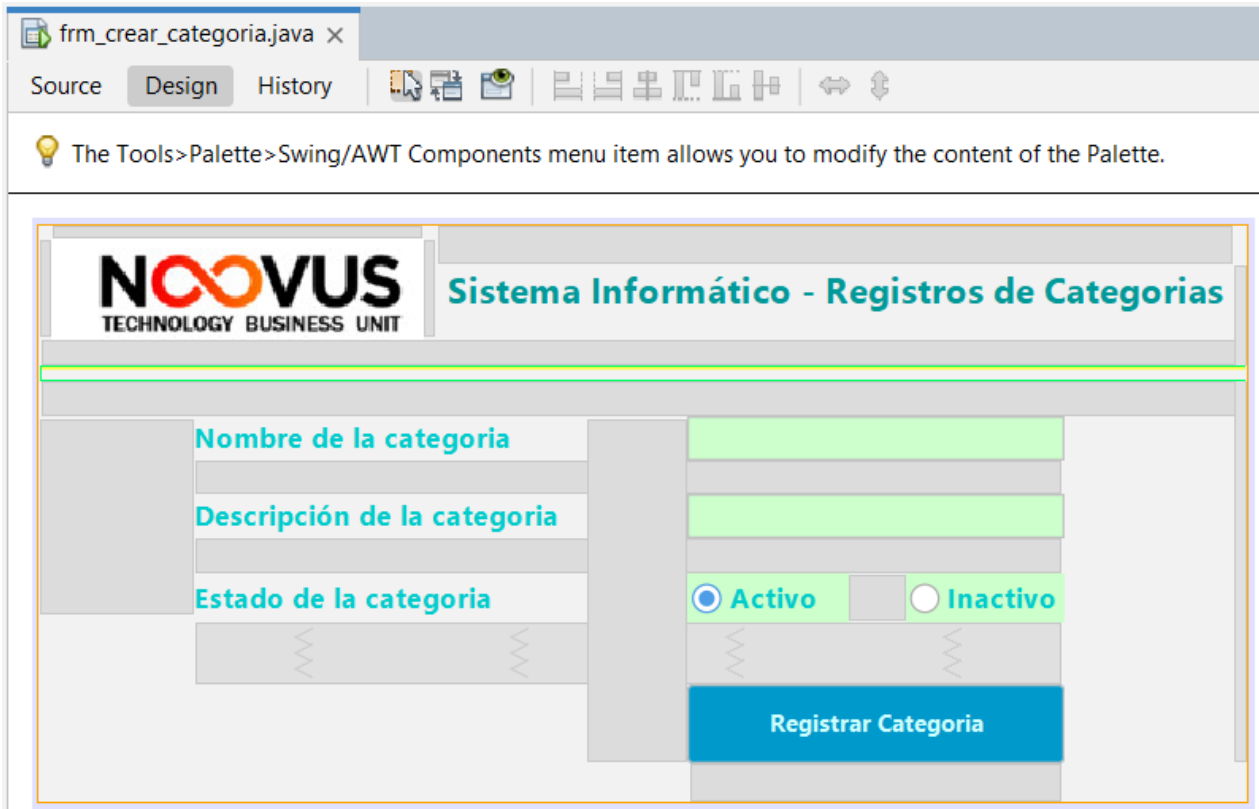 frm_crear_categoria.java
Source Design History
The Tools>Palette>Swing/AWT Components menu item allows you to modify the content of the Palette.
NOOVUS
TECHNOLOGY BUSINESS UNIT
Sistema Informático - Registros de Categorias
Nombre de la categoria
Descripción de la categoria
Estado de la categoria
Activo
Inactivo
Registrar Categoria